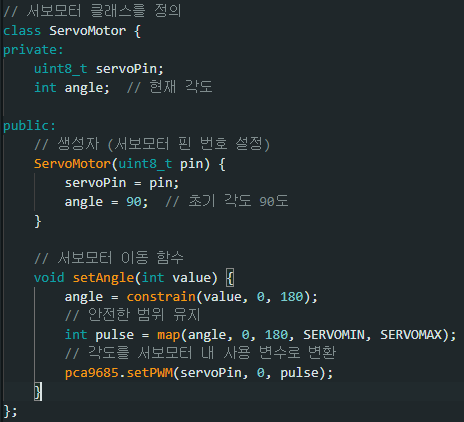 // 서보모터 클래스를 정의
class ServoMotor {
private:
    uint8_t servoPin;
    int angle;  // 현재 각도

public:
    // 생성자 (서보모터 핀 번호 설정)
    ServoMotor(uint8_t pin) {
        servoPin = pin;
        angle = 90;  // 초기 각도 90도
    }

    // 서보모터 이동 함수
    void setAngle(int value) {
        angle = constrain(value, 0, 180);
        // 안전한 범위 유지
        int pulse = map(angle, 0, 180, SERVOMIN, SERVOMAX);
        // 각도를 서보모터 내 사용 변수로 변환
        pca9685.setPWM(servoPin, 0, pulse);
    }
};